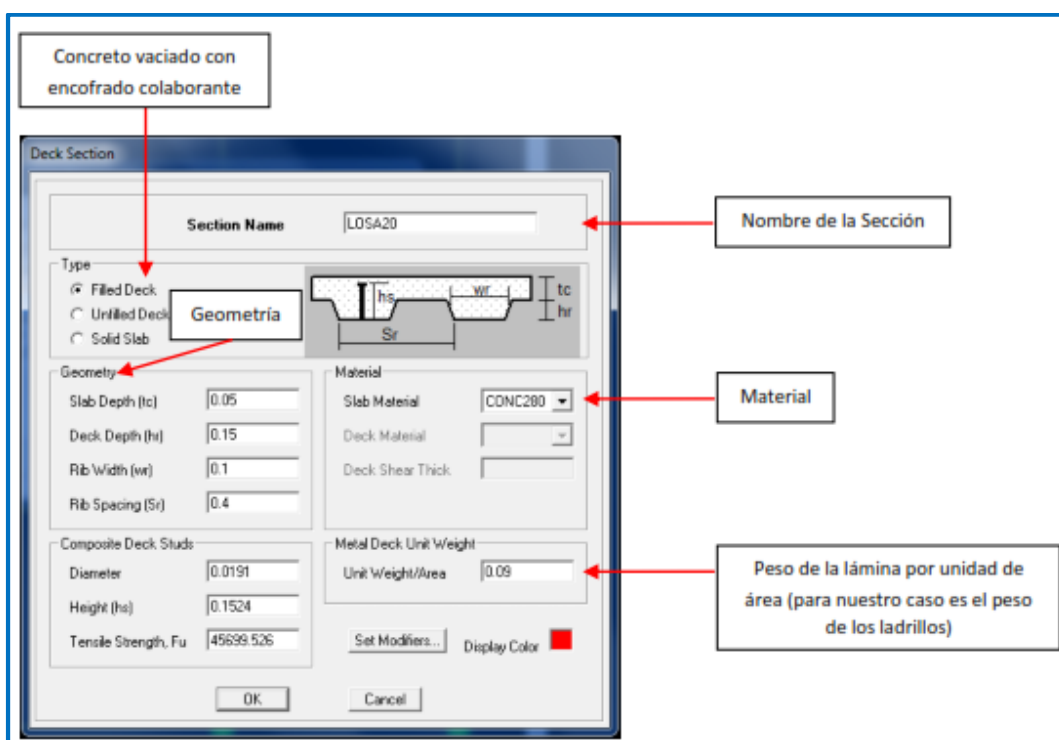 Concreto vaciado con
encofrado colaborante
Deck Section
Section Name
LOSA20
Nombre de la Sección
Type
Filled Deck
Unfilled Deck
Solid Slab
Geometría
hs
wr
tc
hr
Sr
Geometry
Slab Depth (tc) 0.05
Deck Depth (hr) 0.15
Rib Width (wr) 0.1
Rib Spacing (Sr) 0.4
Material
Slab Material CONC280
Deck Material
Deck Shear Thick
Material
Composite Deck Studs
Diameter 0.0191
Height (hs) 0.1524
Tensile Strength, Fu 45699.526
Metal Deck Unit Weight
Unit Weight/Area 0.09
Peso de la lámina por unidad de
área (para nuestro caso es el peso
de los ladrillos)
Set Modifiers...
Display Color
OK
Cancel